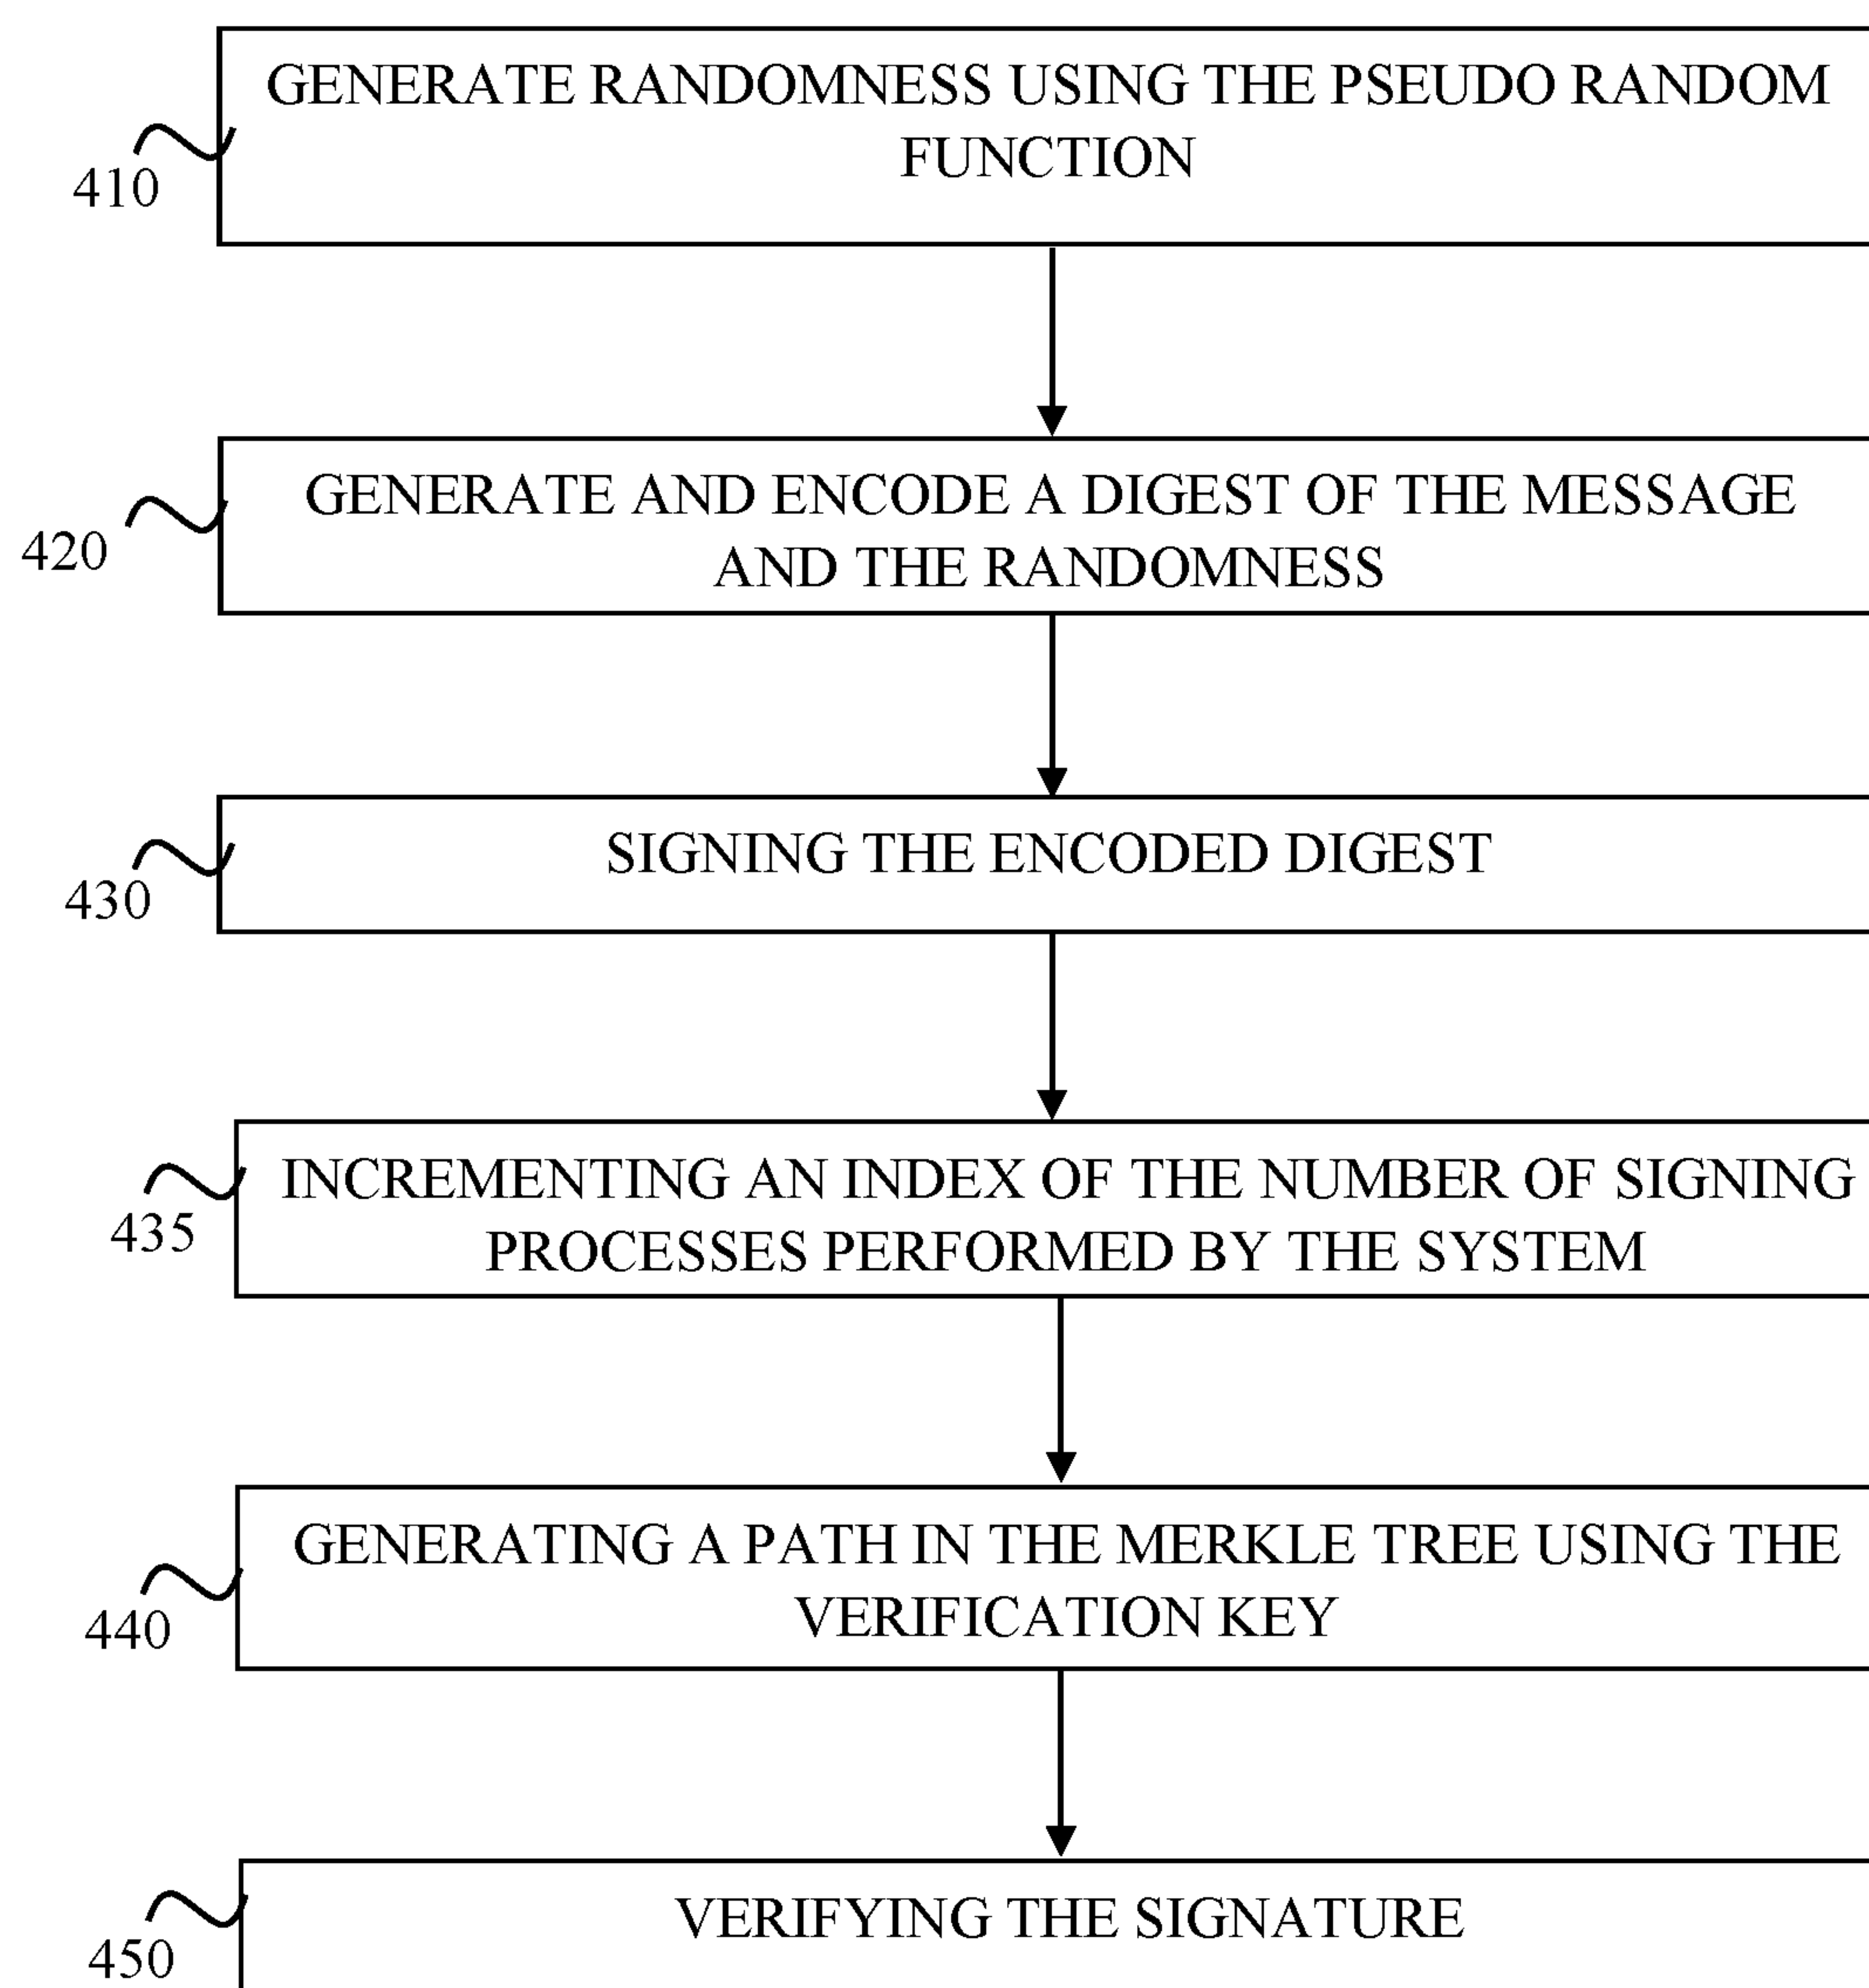 GENERATE RANDOMNESS USING THE PSEUDO RANDOM
FUNCTION
410
GENERATE AND ENCODE A DIGEST OF THE MESSAGE
AND THE RANDOMNESS
420
SIGNING THE ENCODED DIGEST
430
INCREMENTING AN INDEX OF THE NUMBER OF SIGNING
PROCESSES PERFORMED BY THE SYSTEM
435
GENERATING A PATH IN THE MERKLE TREE USING THE
VERIFICATION KEY
440
VERIFYING THE SIGNATURE
450